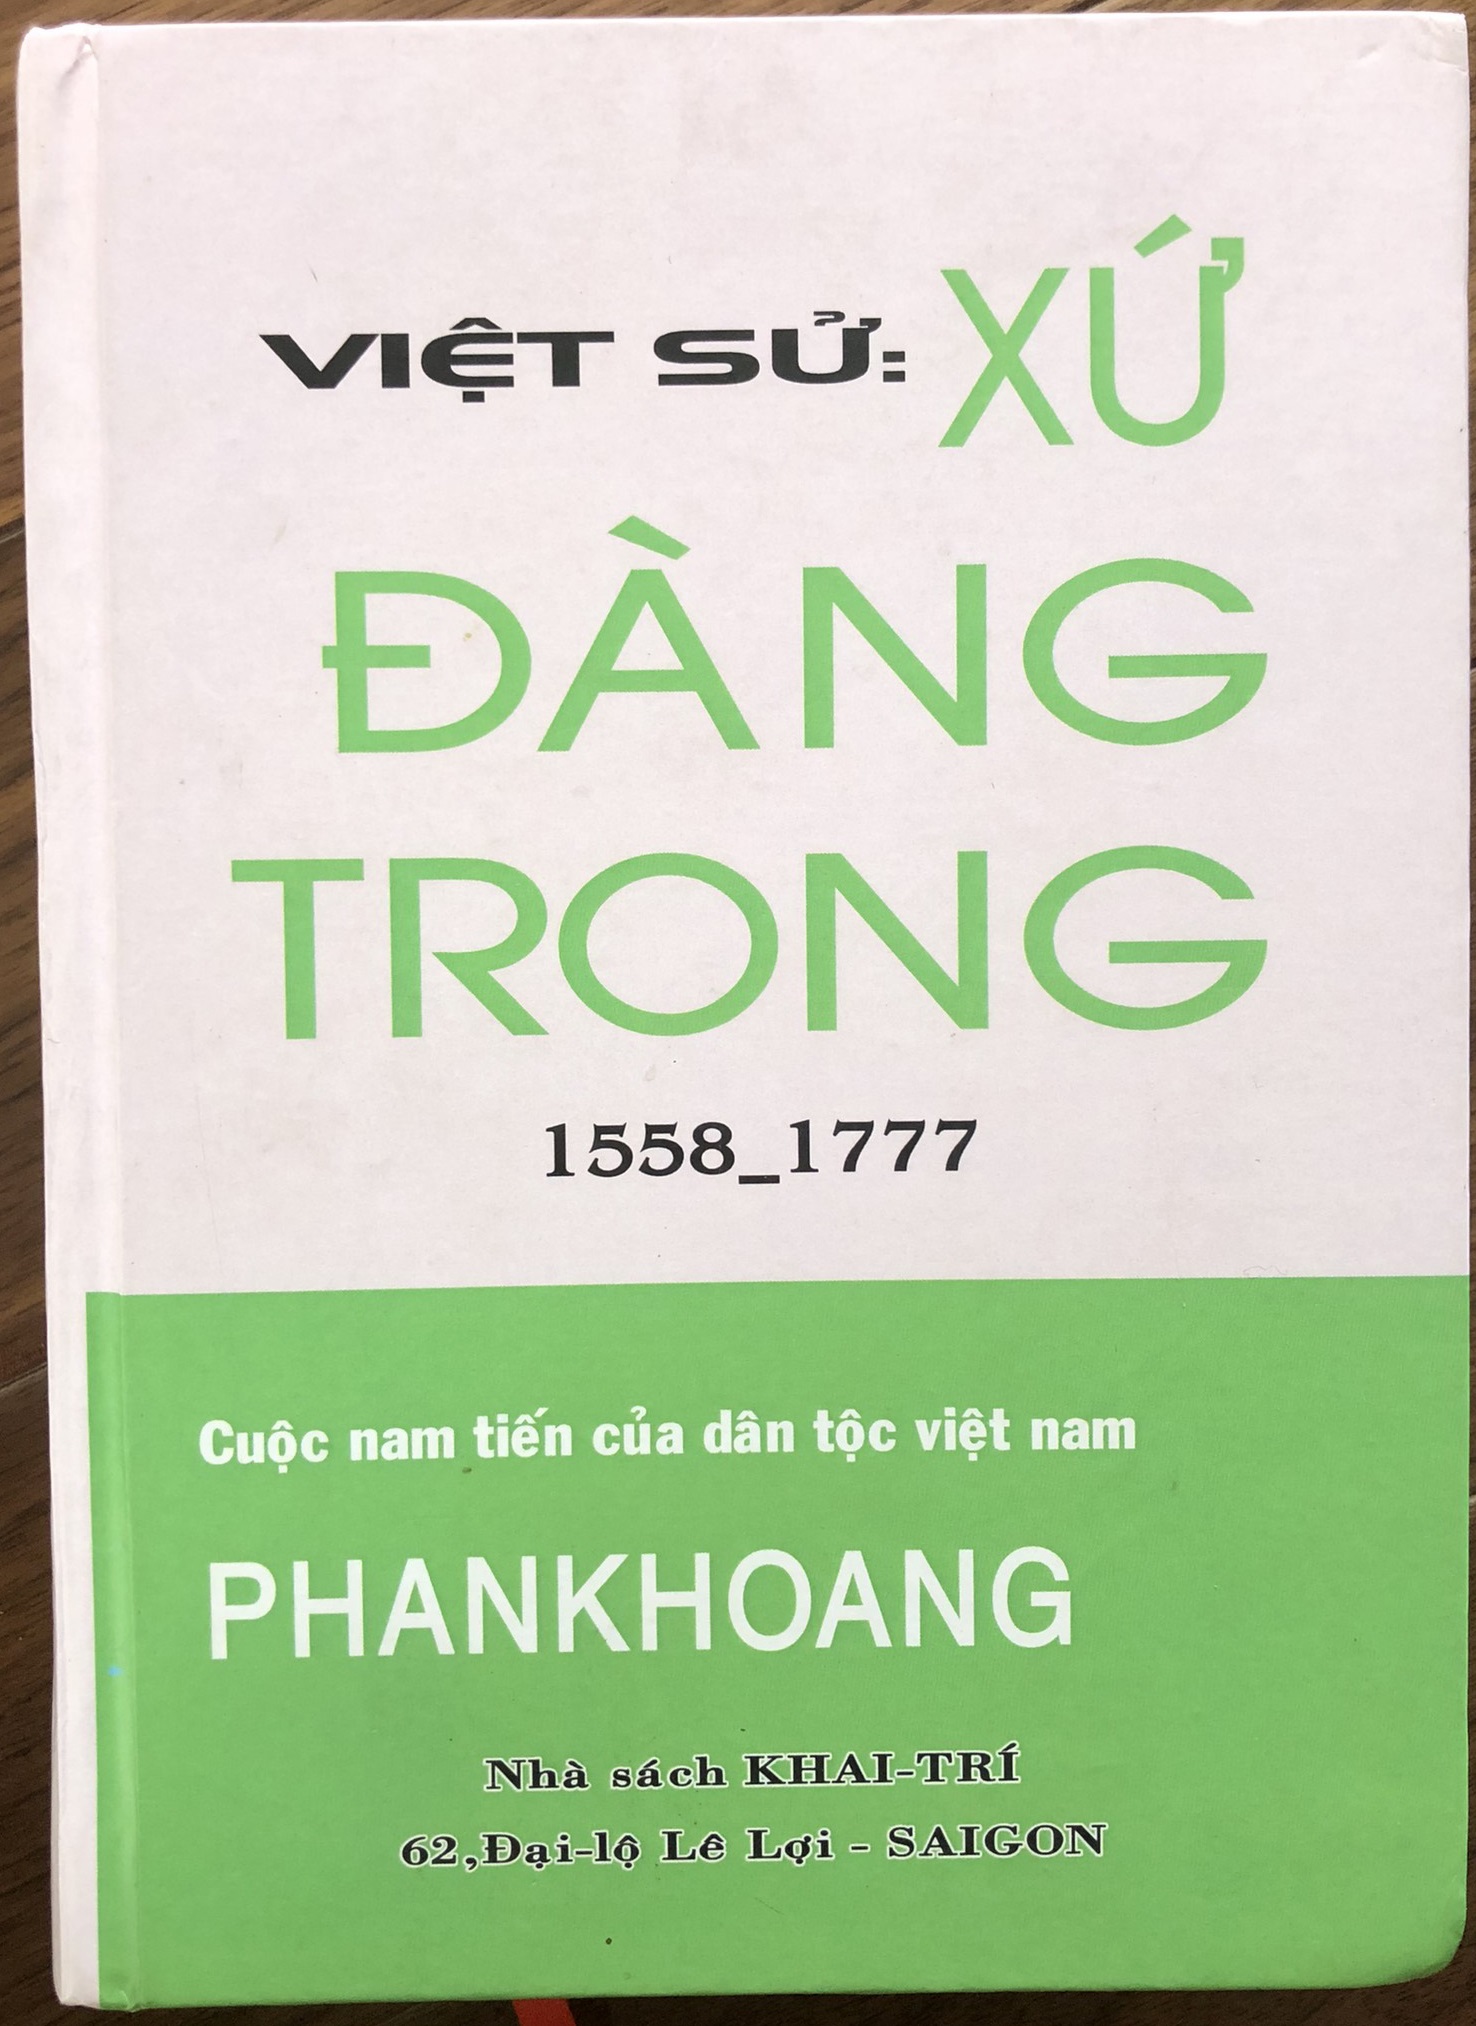 VIỆT SỬ: XỨ
ĐÀNG
TRONG
1558_1777
Cuộc nam tiến của dân tộc việt nam
PHANKHOANG
Nhà sách KHAI-TRÍ
62,Đại-lộ Lê Lợi - SAIGON